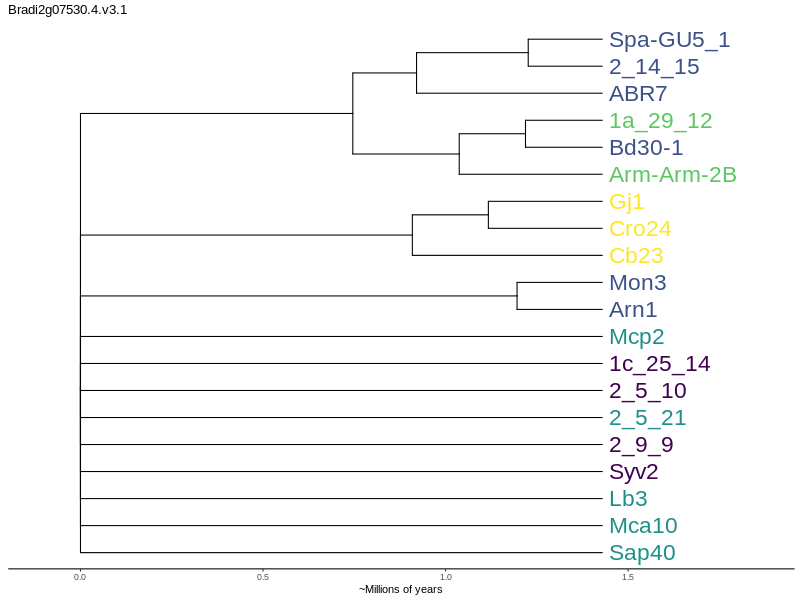 Bradi2g07530.4.v3.1
Spa-GU5_1
2_14_15
ABR7
1a_29_12
Bd30-1
Arm-Arm-2B
Gj1
Cro24
Cb23
Mon3
Arn1
Mcp2
1c_25_14
2_5_10
2_5_21
2_9_9
Syv2
Lb3
Mca10
Sap40
0.0 0.5 1.0 1.5
~Millions of years